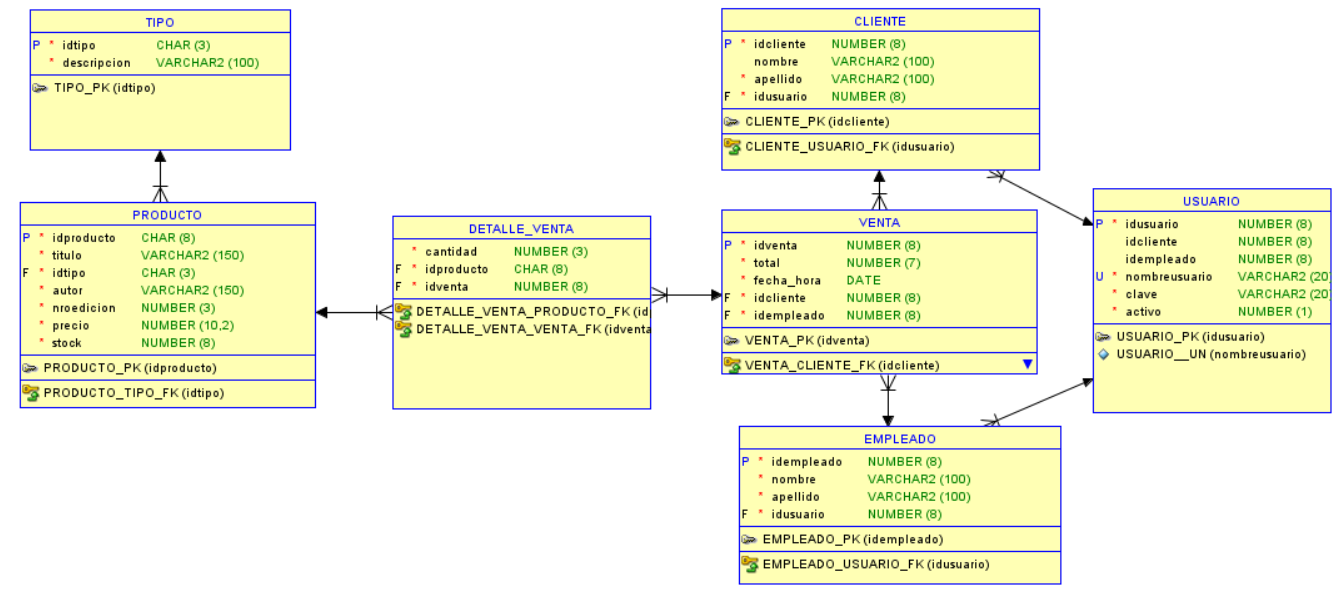 TIPO
P * idtipo CHAR (3)
* descripcion VARCHAR2 (100)
TIPO_PK (idtipo)
PRODUCTO
P * idproducto CHAR (8)
* titulo VARCHAR2 (150)
F * idtipo CHAR (3)
* autor VARCHAR2 (150)
* nroedicion NUMBER (3)
* precio NUMBER (10,2)
* stock NUMBER (8)
PRODUCTO_PK (idproducto)
PRODUCTO_TIPO_FK (idtipo)
DETALLE_VENTA
* cantidad NUMBER (3)
F * idproducto CHAR (8)
F * idventa NUMBER (8)
DETALLE_VENTA_PRODUCTO_FK (id
DETALLE_VENTA_VENTA_FK (idventa
CLIENTE
P * idcliente NUMBER (8)
nombre VARCHAR2 (100)
* apellido VARCHAR2 (100)
F * idusuario NUMBER (8)
CLIENTE_PK (idcliente)
CLIENTE_USUARIO_FK (idusuario)
VENTA
P * idventa NUMBER (8)
* total NUMBER (7)
* fecha_hora DATE
F * idcliente NUMBER (8)
F * idempleado NUMBER (8)
VENTA_PK (idventa)
VENTA_CLIENTE_FK (idcliente)
EMPLEADO
P * idempleado NUMBER (8)
* nombre VARCHAR2 (100)
* apellido VARCHAR2 (100)
F * idusuario NUMBER (8)
EMPLEADO_PK (idempleado)
EMPLEADO_USUARIO_FK (idusuario)
USUARIO
P * idusuario NUMBER (8)
idcliente NUMBER (8)
idempleado NUMBER (8)
U * nombreusuario VARCHAR2 (20)
* clave VARCHAR2 (20)
* activo NUMBER (1)
USUARIO_PK (idusuario)
USUARIO__UN (nombreusuario)